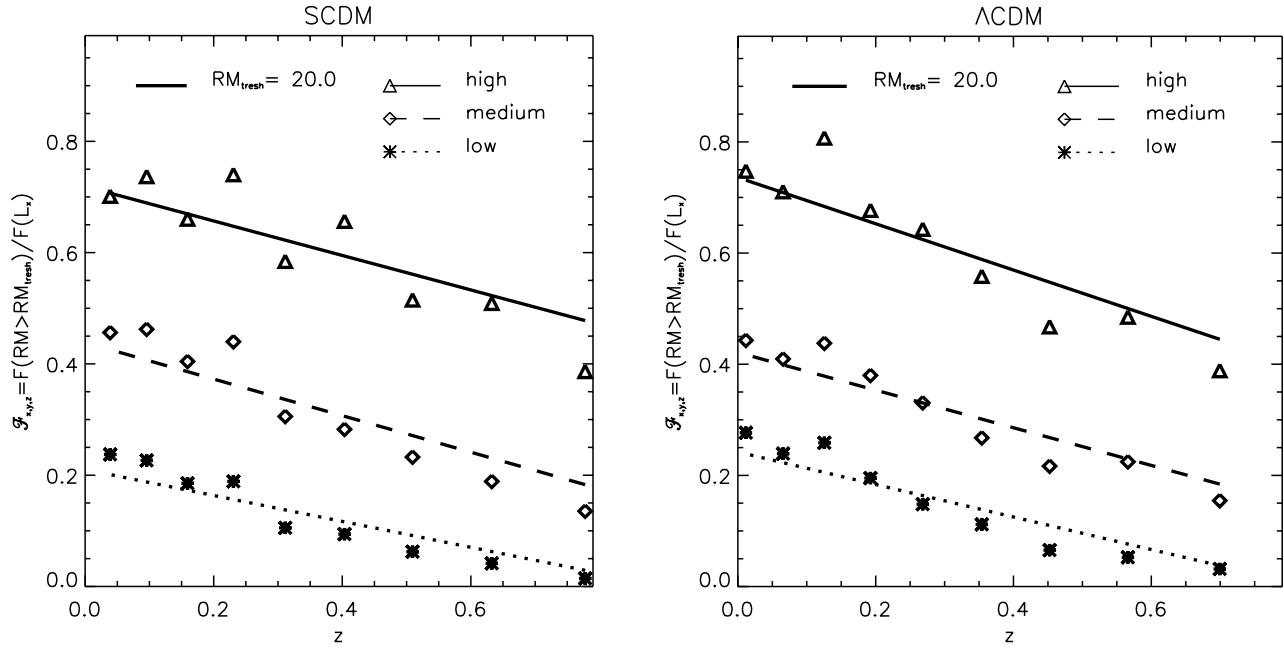 SCDM
RM_tresh = 20.0
high
medium
low
0.8
0.6
0.4
0.2
0.0
ℱ_x,y,z=F(RM>RM_tresh)/F(L_x)
0.0 0.2 0.4 0.6
z
ΛCDM
RM_tresh = 20.0
high
medium
low
0.8
0.6
0.4
0.2
0.0
ℱ_x,y,z=F(RM>RM_tresh)/F(L_x)
0.0 0.2 0.4 0.6
z